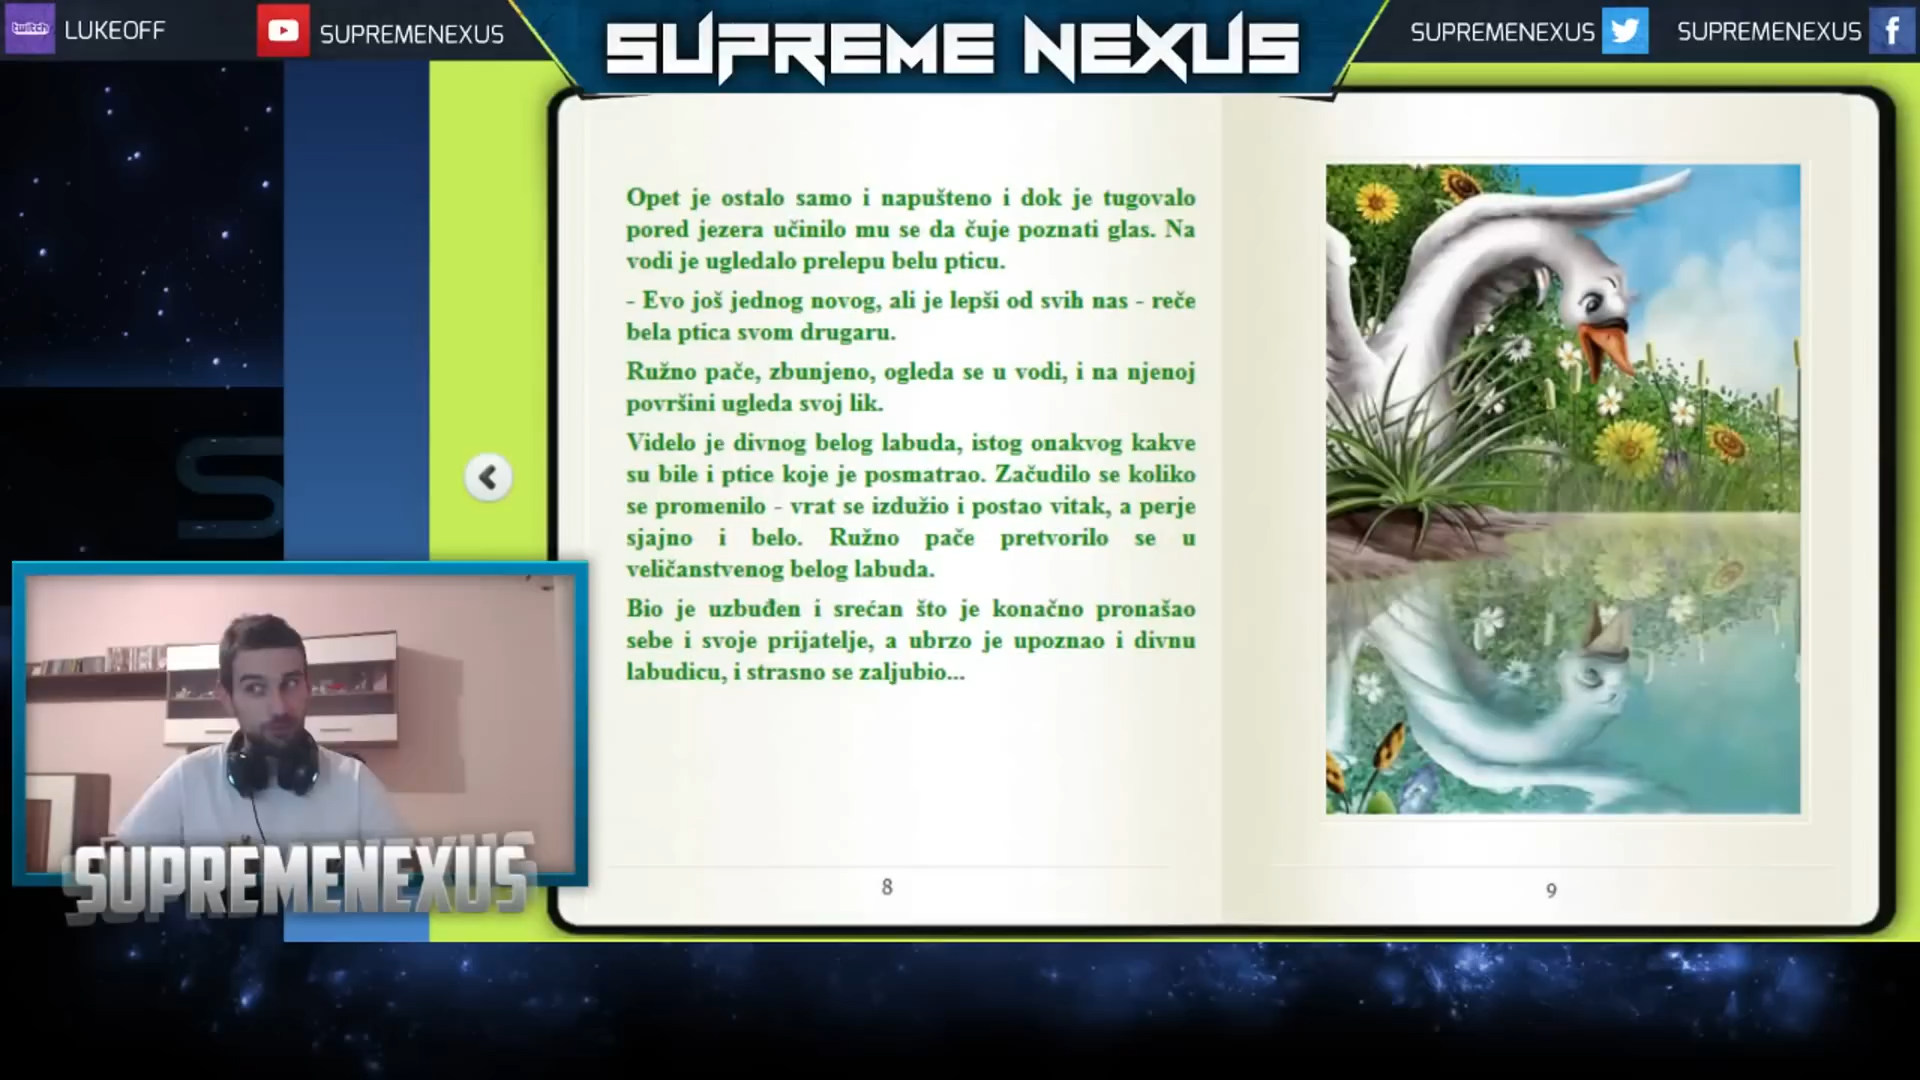 twitch LUKEOFF
SUPREMENEXUS
SUPREME NEXUS
SUPREMENEXUS
SUPREMENEXUS
Opet je ostalo samo i napušteno i dok je tugovalo
pored jezera učinilo mu se da čuje poznati glas. Na
vodi je ugledalo prelepu belu pticu.
- Evo još jednog novog, ali je lepši od svih nas - reče
bela ptica svom drugaru.
Ružno pače, zbunjeno, ogleda se u vodi, i na njenoj
površini ugleda svoj lik.
Videlo je divnog belog labuda, istog onakvog kakve
su bile i ptice koje je posmatrao. Začudilo se koliko
se promenilo - vrat se izdužio i postao vitak, a perje
sjajno i belo. Ružno pače pretvorilo se u
veličanstvenog belog labuda.
Bio je uzbuđen i srećan što je konačno pronašao
sebe i svoje prijatelje, a ubrzo je upoznao i divnu
labudicu, i strasno se zaljubio...
8
9
S
SUPREMENEXUS